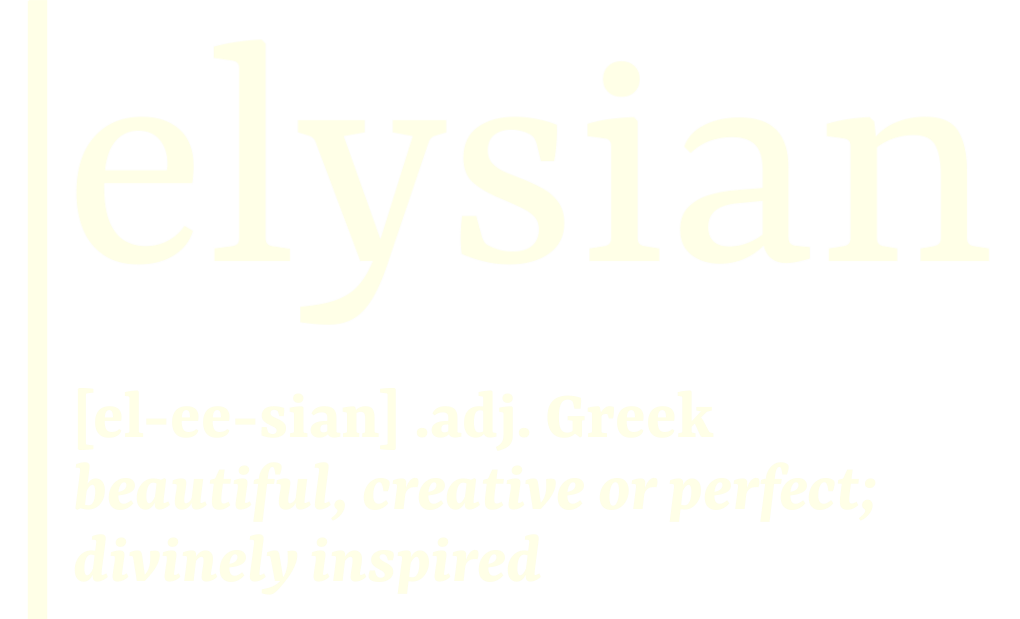 elysian
[el-ee-sian] .adj. Greek
beautiful, creative or perfect;
divinely inspired